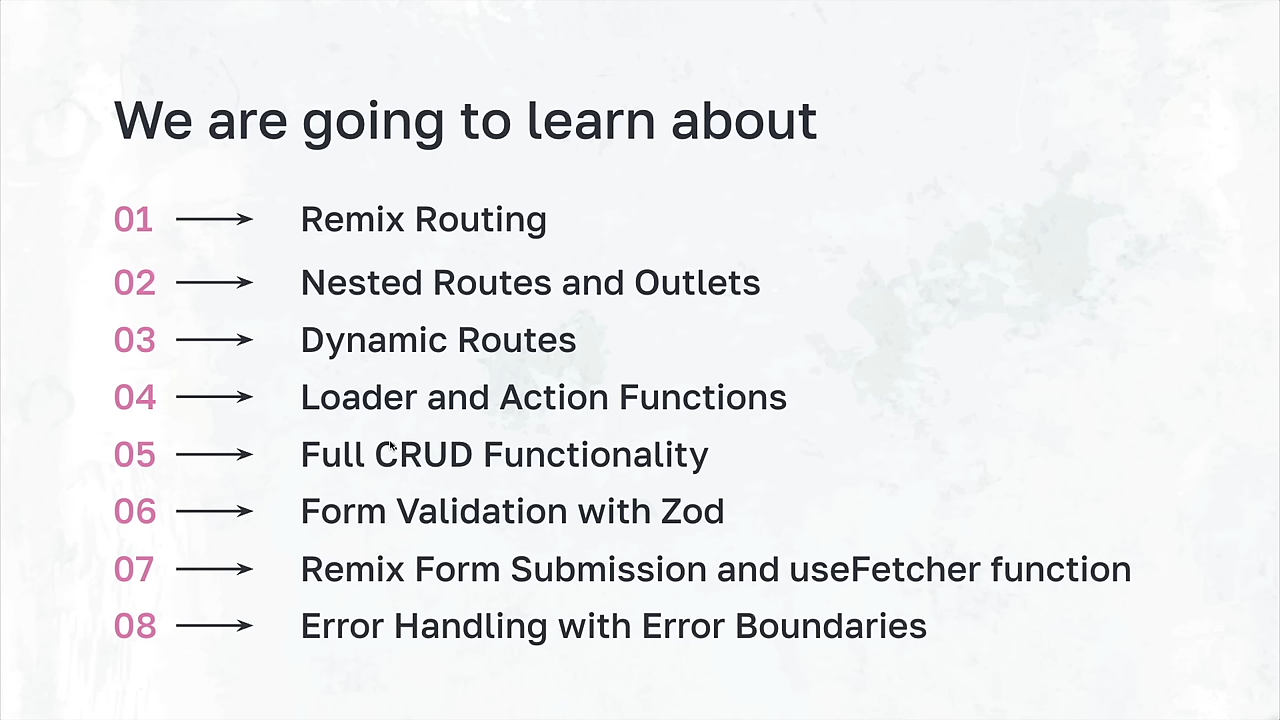 We are going to learn about
01 Remix Routing
02 Nested Routes and Outlets
03 Dynamic Routes
04 Loader and Action Functions
05 Full CRUD Functionality
06 Form Validation with Zod
07 Remix Form Submission and useFetcher function
08 Error Handling with Error Boundaries